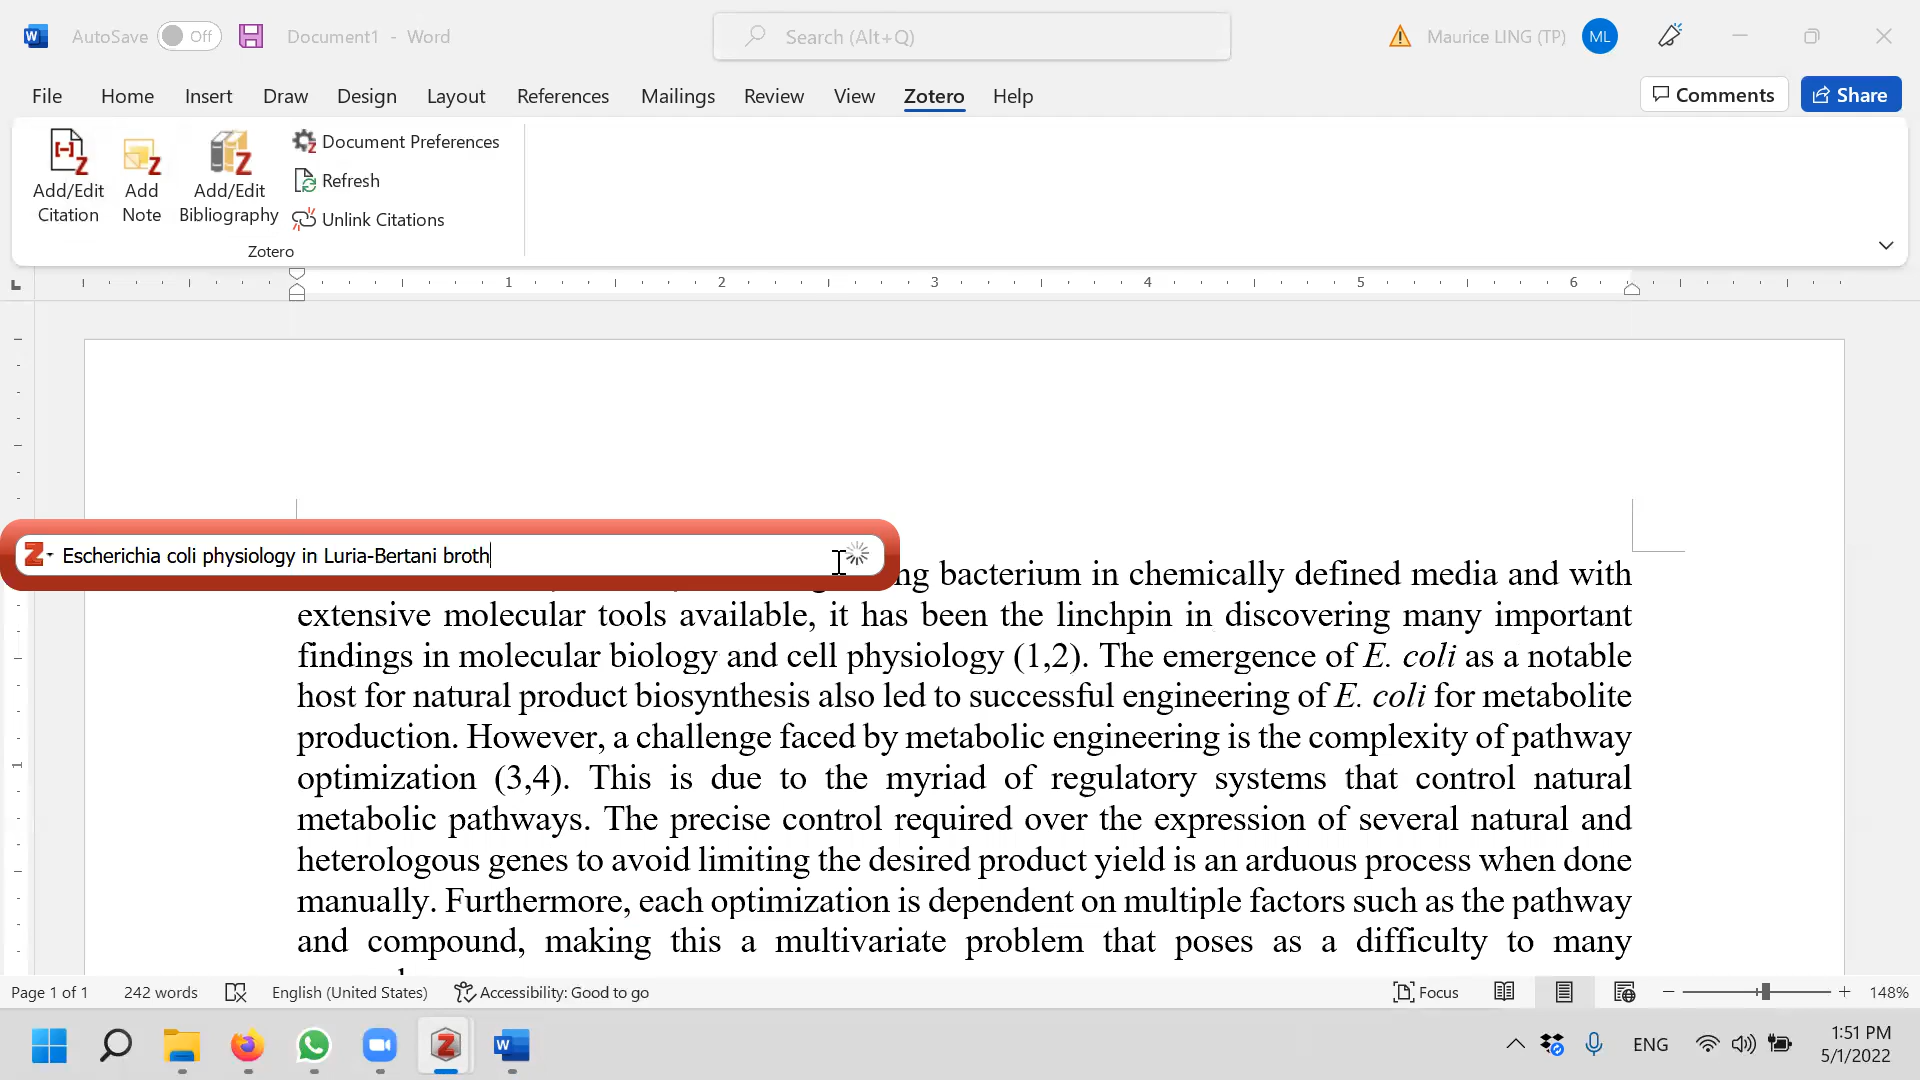 AutoSave Off Document1 - Word Search (Alt+Q) Maurice LING (TP) ML
File Home Insert Draw Design Layout References Mailings Review View Zotero Help Comments Share
Add/Edit Citation
Add Note
Add/Edit Bibliography
Document Preferences
Refresh
Unlink Citations
Zotero
1 2 3 4 5 6
Escherichia coli physiology in Luria-Bertani broth
ng bacterium in chemically defined media and with
extensive molecular tools available, it has been the linchpin in discovering many important
findings in molecular biology and cell physiology (1,2). The emergence of E. coli as a notable
host for natural product biosynthesis also led to successful engineering of E. coli for metabolite
production. However, a challenge faced by metabolic engineering is the complexity of pathway
optimization (3,4). This is due to the myriad of regulatory systems that control natural
metabolic pathways. The precise control required over the expression of several natural and
heterologous genes to avoid limiting the desired product yield is an arduous process when done
manually. Furthermore, each optimization is dependent on multiple factors such as the pathway
and compound, making this a multivariate problem that poses as a difficulty to many
1
Page 1 of 1 242 words English (United States) Accessibility: Good to go Focus 148%
ENG 1:51 PM
5/1/2022